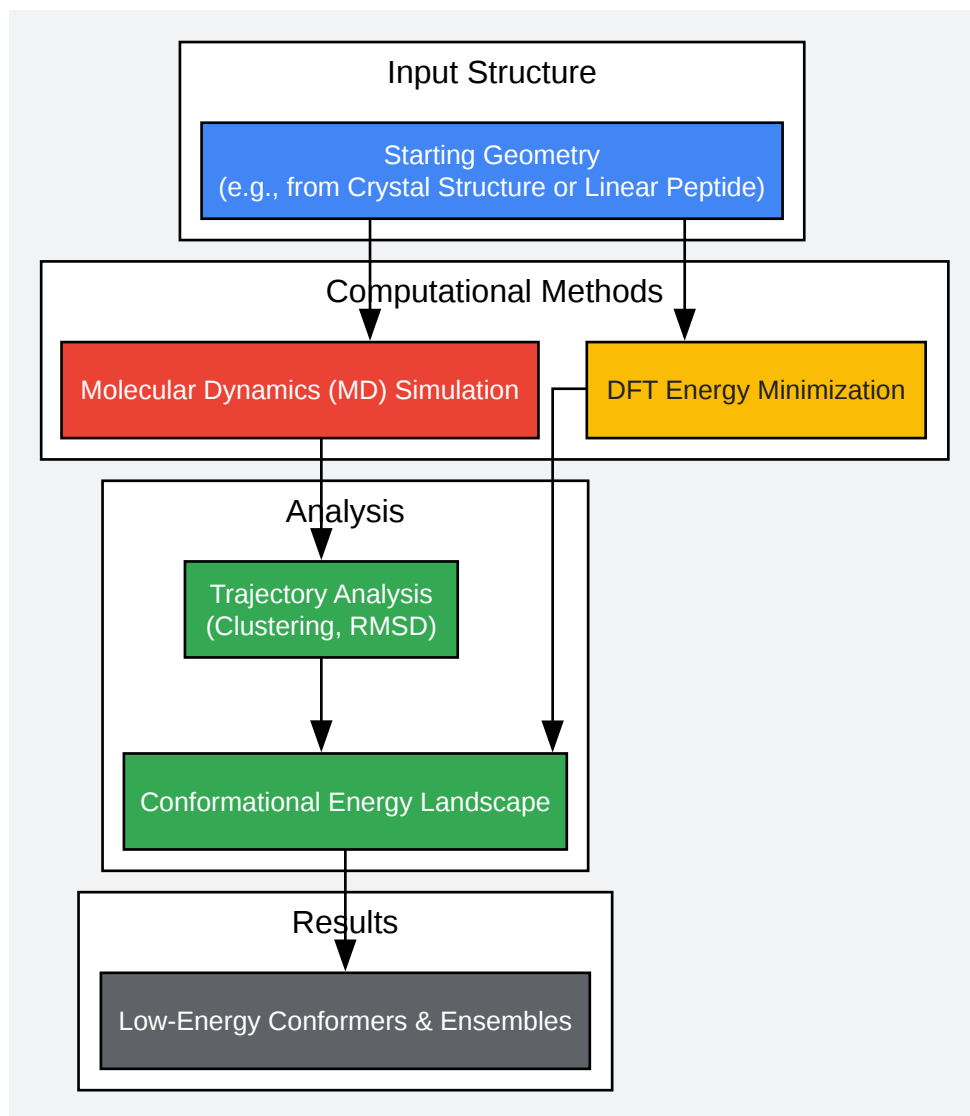 Input Structure
Starting Geometry
(e.g., from Crystal Structure or Linear Peptide)
Computational Methods
Molecular Dynamics (MD) Simulation
DFT Energy Minimization
Analysis
Trajectory Analysis
(Clustering, RMSD)
Conformational Energy Landscape
Results
Low-Energy Conformers & Ensembles